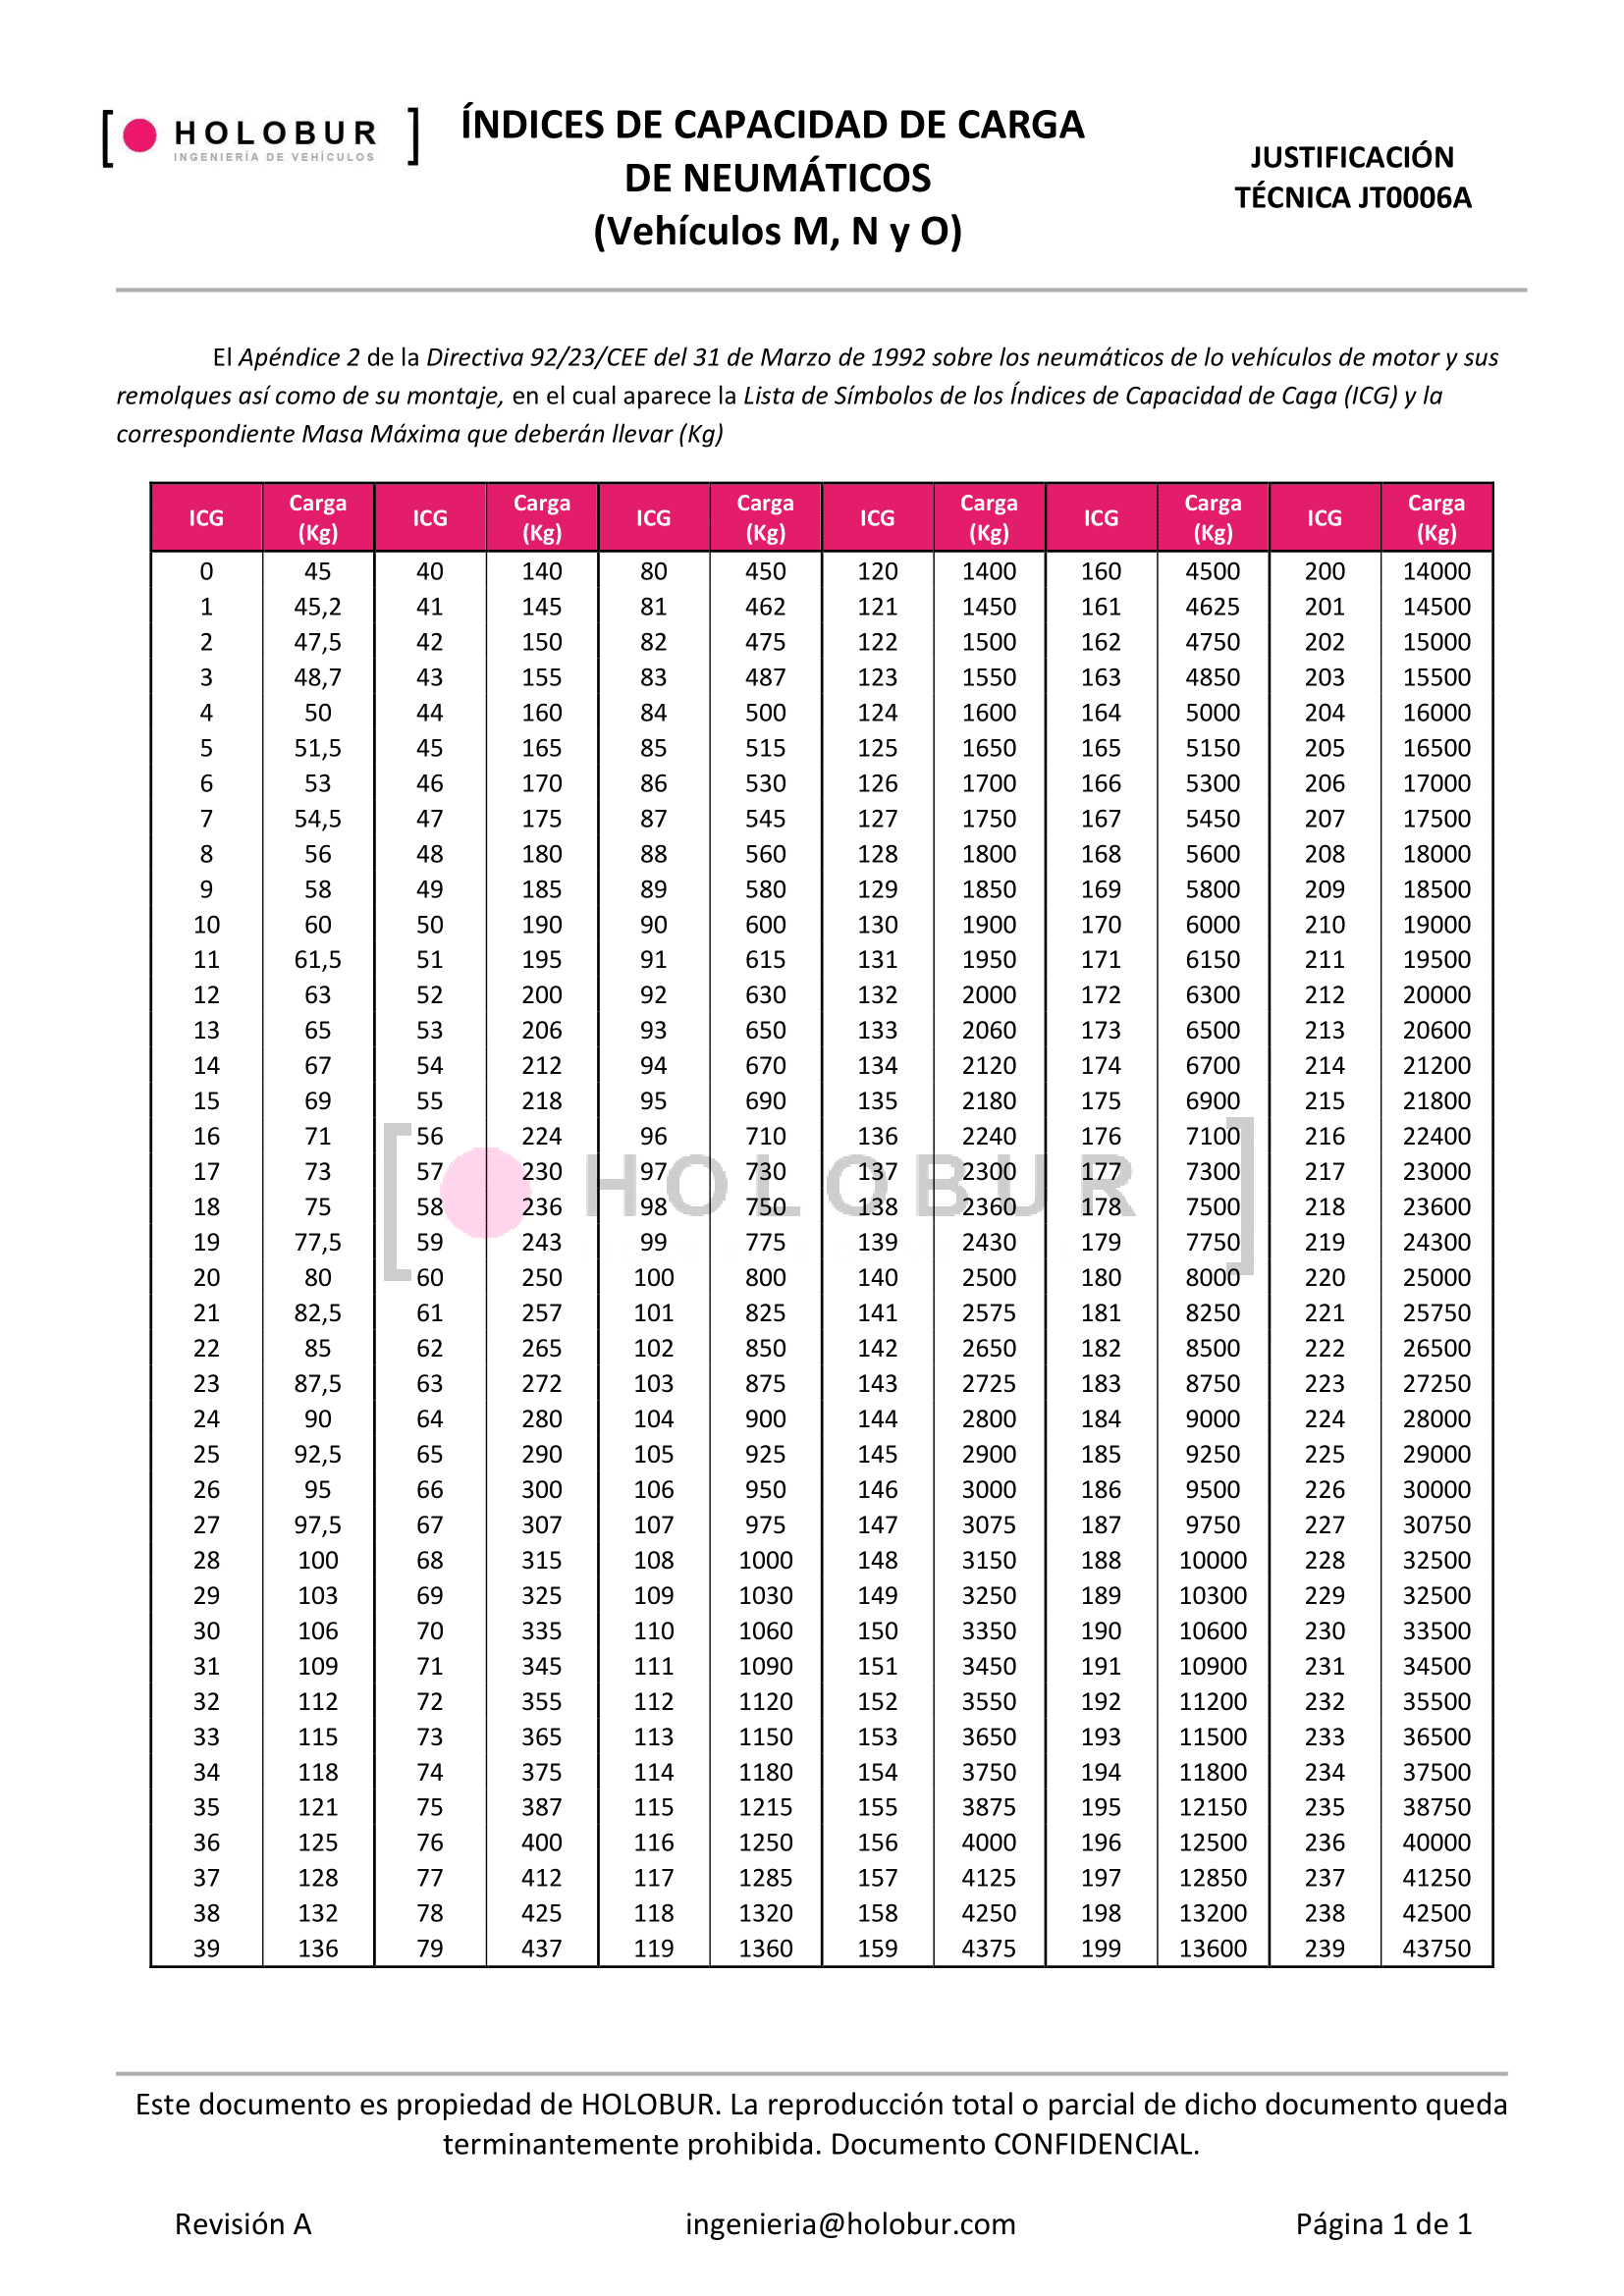 [ HOLOBUR ]
INGENIERÍA DE VEHÍCULOS
ÍNDICES DE CAPACIDAD DE CARGA
DE NEUMÁTICOS
(Vehículos M, N y O)
JUSTIFICACIÓN
TÉCNICA JT0006A
El Apéndice 2 de la Directiva 92/23/CEE del 31 de Marzo de 1992 sobre los neumáticos de lo vehículos de motor y sus
remolques así como de su montaje, en el cual aparece la Lista de Símbolos de los Índices de Capacidad de Caga (ICG) y la
correspondiente Masa Máxima que deberán llevar (Kg)
ICG Carga (Kg) ICG Carga (Kg) ICG Carga (Kg) ICG Carga (Kg) ICG Carga (Kg) ICG Carga (Kg)
0 45 40 140 80 450 120 1400 160 4500 200 14000
1 45,2 41 145 81 462 121 1450 161 4625 201 14500
2 47,5 42 150 82 475 122 1500 162 4750 202 15000
3 48,7 43 155 83 487 123 1550 163 4850 203 15500
4 50 44 160 84 500 124 1600 164 5000 204 16000
5 51,5 45 165 85 515 125 1650 165 5150 205 16500
6 53 46 170 86 530 126 1700 166 5300 206 17000
7 54,5 47 175 87 545 127 1750 167 5450 207 17500
8 56 48 180 88 560 128 1800 168 5600 208 18000
9 58 49 185 89 580 129 1850 169 5800 209 18500
10 60 50 190 90 600 130 1900 170 6000 210 19000
11 61,5 51 195 91 615 131 1950 171 6150 211 19500
12 63 52 200 92 630 132 2000 172 6300 212 20000
13 65 53 206 93 650 133 2060 173 6500 213 20600
14 67 54 212 94 670 134 2120 174 6700 214 21200
15 69 55 218 95 690 135 2180 175 6900 215 21800
16 71 56 224 96 710 136 2240 176 7100 216 22400
17 73 57 230 97 730 137 2300 177 7300 217 23000
18 75 58 236 98 750 138 2360 178 7500 218 23600
19 77,5 59 243 99 775 139 2430 179 7750 219 24300
20 80 60 250 100 800 140 2500 180 8000 220 25000
21 82,5 61 257 101 825 141 2575 181 8250 221 25750
22 85 62 265 102 850 142 2650 182 8500 222 26500
23 87,5 63 272 103 875 143 2725 183 8750 223 27250
24 90 64 280 104 900 144 2800 184 9000 224 28000
25 92,5 65 290 105 925 145 2900 185 9250 225 29000
26 95 66 300 106 950 146 3000 186 9500 226 30000
27 97,5 67 307 107 975 147 3075 187 9750 227 30750
28 100 68 315 108 1000 148 3150 188 10000 228 32500
29 103 69 325 109 1030 149 3250 189 10300 229 32500
30 106 70 335 110 1060 150 3350 190 10600 230 33500
31 109 71 345 111 1090 151 3450 191 10900 231 34500
32 112 72 355 112 1120 152 3550 192 11200 232 35500
33 115 73 365 113 1150 153 3650 193 11500 233 36500
34 118 74 375 114 1180 154 3750 194 11800 234 37500
35 121 75 387 115 1215 155 3875 195 12150 235 38750
36 125 76 400 116 1250 156 4000 196 12500 236 40000
37 128 77 412 117 1285 157 4125 197 12850 237 41250
38 132 78 425 118 1320 158 4250 198 13200 238 42500
39 136 79 437 119 1360 159 4375 199 13600 239 43750
[ HOLOBUR ]
Este documento es propiedad de HOLOBUR. La reproducción total o parcial de dicho documento queda
terminantemente prohibida. Documento CONFIDENCIAL.
Revisión A ingenieria@holobur.com Página 1 de 1